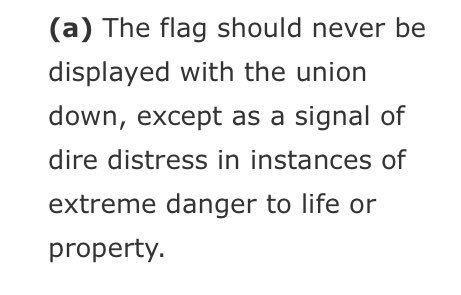 (a) The flag should never be
displayed with the union
down, except as a signal of
dire distress in instances of
extreme danger to life or
property.